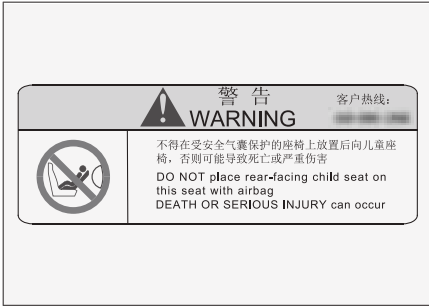 警告
客户热线：
WARNING
不得在受安全气囊保护的座椅上放置后向儿童座
椅，否则可能导致死亡或严重伤害
DO NOT place rear-facing child seat on
this seat with airbag
DEATH OR SERIOUS INJURY can occur